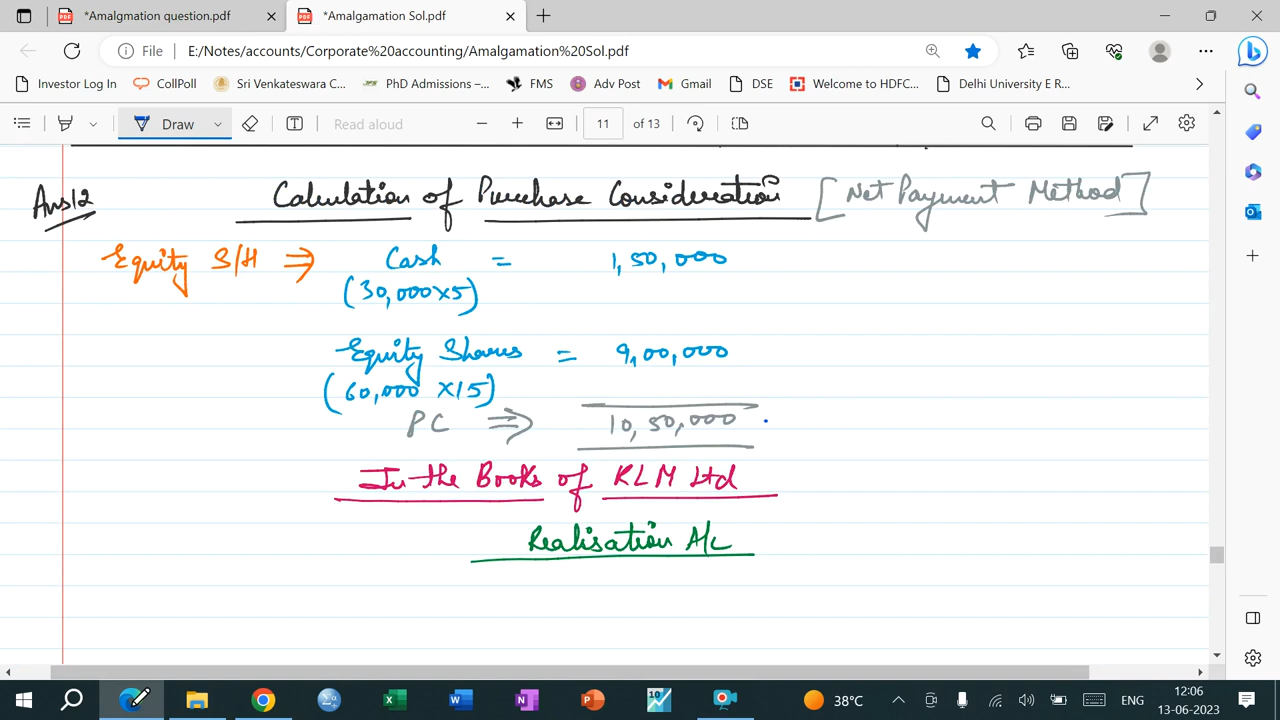 *Amalgmation question.pdf
*Amalgamation Sol.pdf
File E:/Notes/accounts/Corporate%20accounting/Amalgamation%20Sol.pdf
Investor Log In CollPoll Sri Venkateswara C... PhD Admissions –... FMS Adv Post Gmail DSE Welcome to HDFC... Delhi University E R...
Draw Read aloud 11 of 13
Ans12 Calculation of Purchase Consideration [Net Payment Method]
Equity S/H ⇒ Cash = 1,50,000
(30,000×5)
Equity Shares = 9,00,000
(60,000 ×15)
PC ⇒ 10,50,000
In the Books of KLM Ltd
Realisation A/c
38°C ENG 12:06
13-06-2023